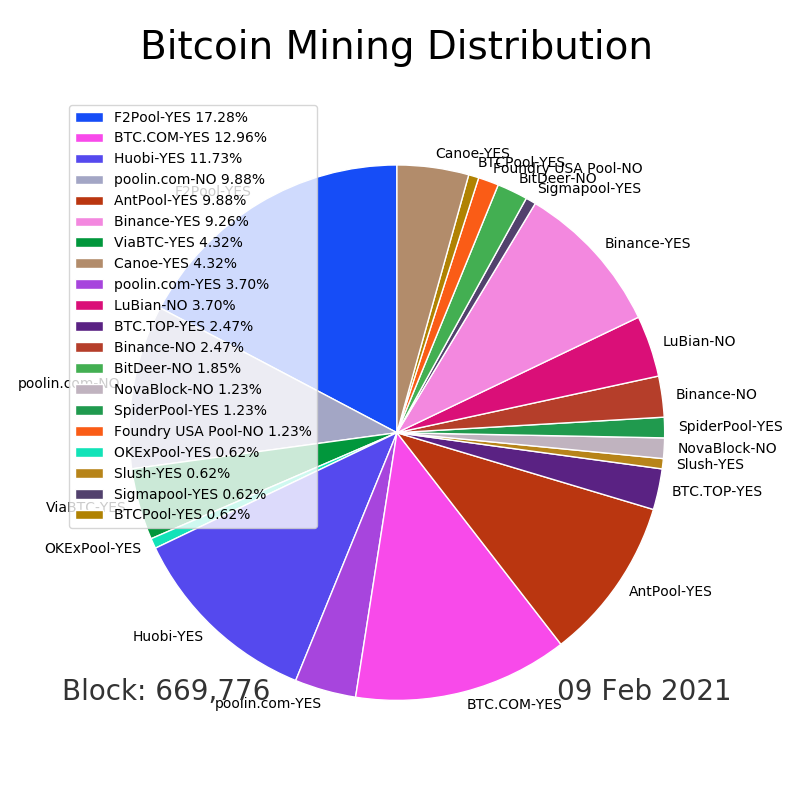 Bitcoin Mining Distribution
F2Pool-YES 17.28%
BTC.COM-YES 12.96%
Huobi-YES 11.73%
poolin.com-NO 9.88%
AntPool-YES 9.88%
Binance-YES 9.26%
ViaBTC-YES 4.32%
Canoe-YES 4.32%
poolin.com-YES 3.70%
LuBian-NO 3.70%
BTC.TOP-YES 2.47%
Binance-NO 2.47%
BitDeer-NO 1.85%
NovaBlock-NO 1.23%
SpiderPool-YES 1.23%
Foundry USA Pool-NO 1.23%
OKExPool-YES 0.62%
Slush-YES 0.62%
Sigmapool-YES 0.62%
BTCPool-YES 0.62%
Canoe-YES
BTCPool-YES
Foundry USA Pool-NO
BitDeer-NO
Sigmapool-YES
Binance-YES
LuBian-NO
Binance-NO
SpiderPool-YES
NovaBlock-NO
Slush-YES
BTC.TOP-YES
AntPool-YES
BTC.COM-YES
poolin.com-YES
Huobi-YES
OKExPool-YES
ViaBTC-YES
poolin.com-NO
F2Pool-YES
Block: 669,776
09 Feb 2021